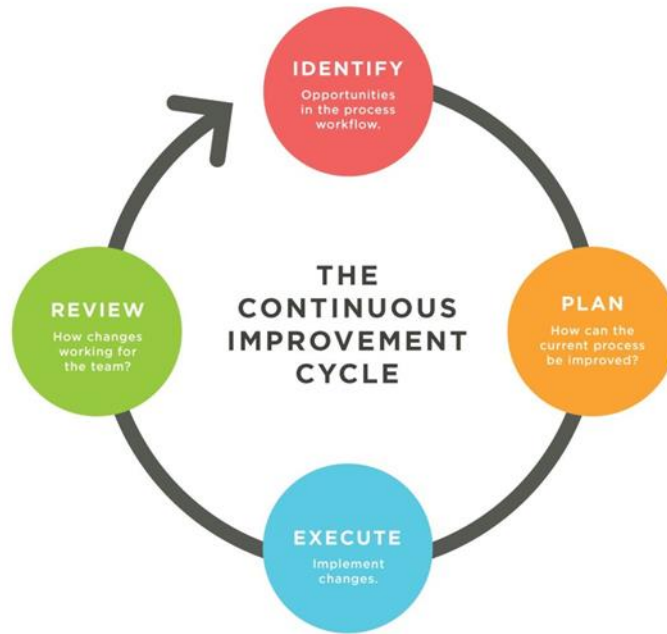 IDENTIFY
Opportunities
in the process
workflow.
THE
CONTINUOUS
IMPROVEMENT
CYCLE
PLAN
How can the
current process
be improved?
EXECUTE
Implement
changes.
REVIEW
How changes
working for
the team?